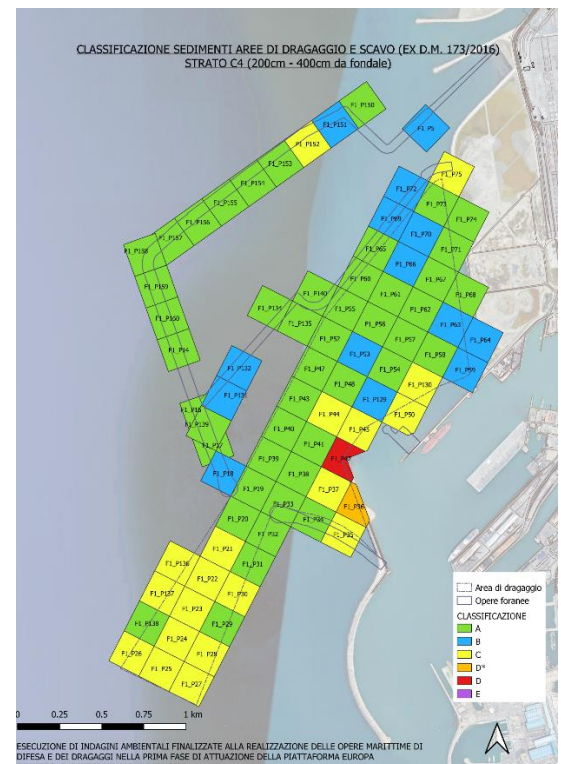 CLASSIFICAZIONE SEDIMENTI AREE DI DRAGAGGIO E SCAVO (EX D.M. 173/2016)
STRATO C4 (200cm - 400cm da fondale)
F1_P150
F1_P151
F1_P5
F1_P152
F1_P153
F1_P75
F1_P154
F1_P72
F1_P155
F1_P73
F1_P156
F1_P69
F1_P74
F1_P157
F1_P70
F1_P158
F1_P65
F1_P71
F1_P66
F1_P159
F1_P60
F1_P67
F1_P140
F1_P61
F1_P68
F1_P134
F1_P55
F1_P62
F1_P160
F1_P135
F1_P56
F1_P63
F1_P52
F1_P57
F1_P64
F1_P14
F1_P53
F1_P58
F1_P132
F1_P47
F1_P54
F1_P59
F1_P48
F1_P130
F1_P43
F1_P129
F1_P44
F1_P50
F1_P139
F1_P40
F1_P45
F1_P17
F1_P41
F1_P39
F1_P18
F1_P38
F1_P19
F1_P37
F1_P33
F1_P36
F1_P20
F1_P32
F1_P35
F1_P21
F1_P136
F1_P31
F1_P22
F1_P137
F1_P30
F1_P23
F1_P138
F1_P29
F1_P24
F1_P26
F1_P28
F1_P25
F1_P27
Area di dragaggio
Opere foranee
CLASSIFICAZIONE
A
B
C
D*
D
E
0 0.25 0.5 0.75 1 km
ESECUZIONE DI INDAGINI AMBIENTALI FINALIZZATE ALLA REALIZZAZIONE DELLE OPERE MARITTIME DI
DIFESA E DEI DRAGAGGI NELLA PRIMA FASE DI ATTUAZIONE DELLA PIATTAFORMA EUROPA